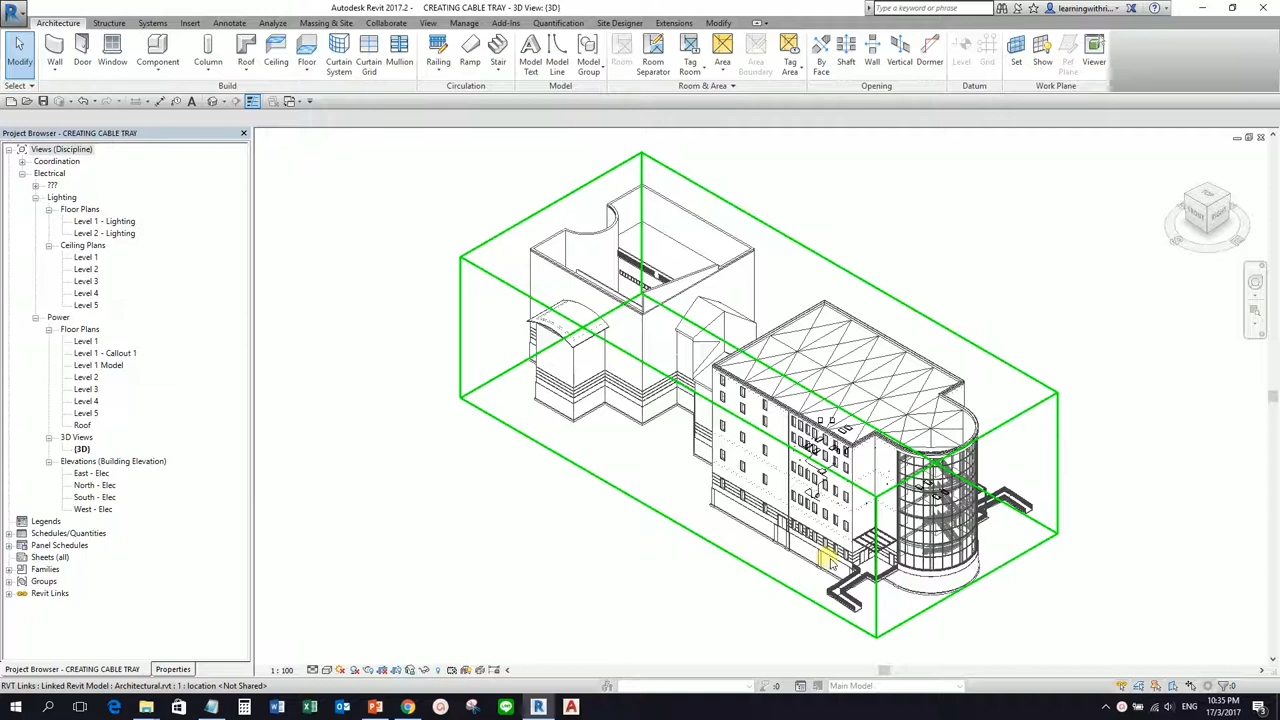 Autodesk Revit 2017.2 - CREATING CABLE TRAY - 3D View: {3D}
Type a keyword or phrase
learningwithri...
Architecture Structure Systems Insert Annotate Analyze Massing & Site Collaborate View Manage Add-Ins Quantification Site Designer Extensions Modify
Modify Wall Door Window Component Column Roof Ceiling Floor Curtain System Curtain Grid Mullion Railing Ramp Stair Model Text Model Line Model Group Room Room Separator Tag Room Area Area Boundary Tag Area By Face Shaft Wall Vertical Dormer Level Grid Set Show Ref Plane Viewer
Select Build Circulation Model Room & Area Opening Datum Work Plane
Project Browser - CREATING CABLE TRAY
Views (Discipline)
Coordination
Electrical
???
Lighting
Floor Plans
Level 1 - Lighting
Level 2 - Lighting
Ceiling Plans
Level 1
Level 2
Level 3
Level 4
Level 5
Power
Floor Plans
Level 1
Level 1 - Callout 1
Level 1 Model
Level 2
Level 3
Level 4
Level 5
Roof
3D Views
{3D}
Elevations (Building Elevation)
East - Elec
North - Elec
South - Elec
West - Elec
Legends
Schedules/Quantities
Panel Schedules
Sheets (all)
Families
Groups
Revit Links
TOP
FRONT
Project Browser - CREATING CABLE TRAY Properties
1 : 100
RVT Links : Linked Revit Model : Architectural.rvt : 1 : location <Not Shared>
:0
Main Model
:0
ENG
10:35 PM
17/3/2017